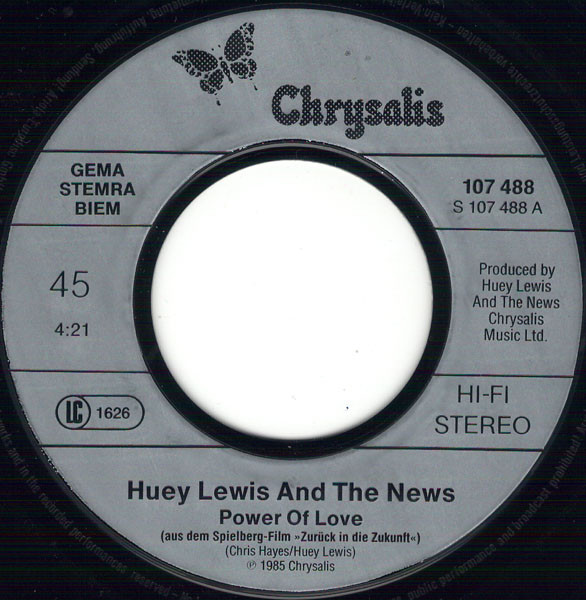 Chrysalis
GEMA
STEMRA
BIEM
107 488
S 107 488 A
45
4:21
Produced by
Huey Lewis
And The News
Chrysalis
Music Ltd.
LC 1626
HI-FI
STEREO
Huey Lewis And The News
Power Of Love
(aus dem Spielberg-Film »Zurück in die Zukunft«)
(Chris Hayes/Huey Lewis)
℗ 1985 Chrysalis